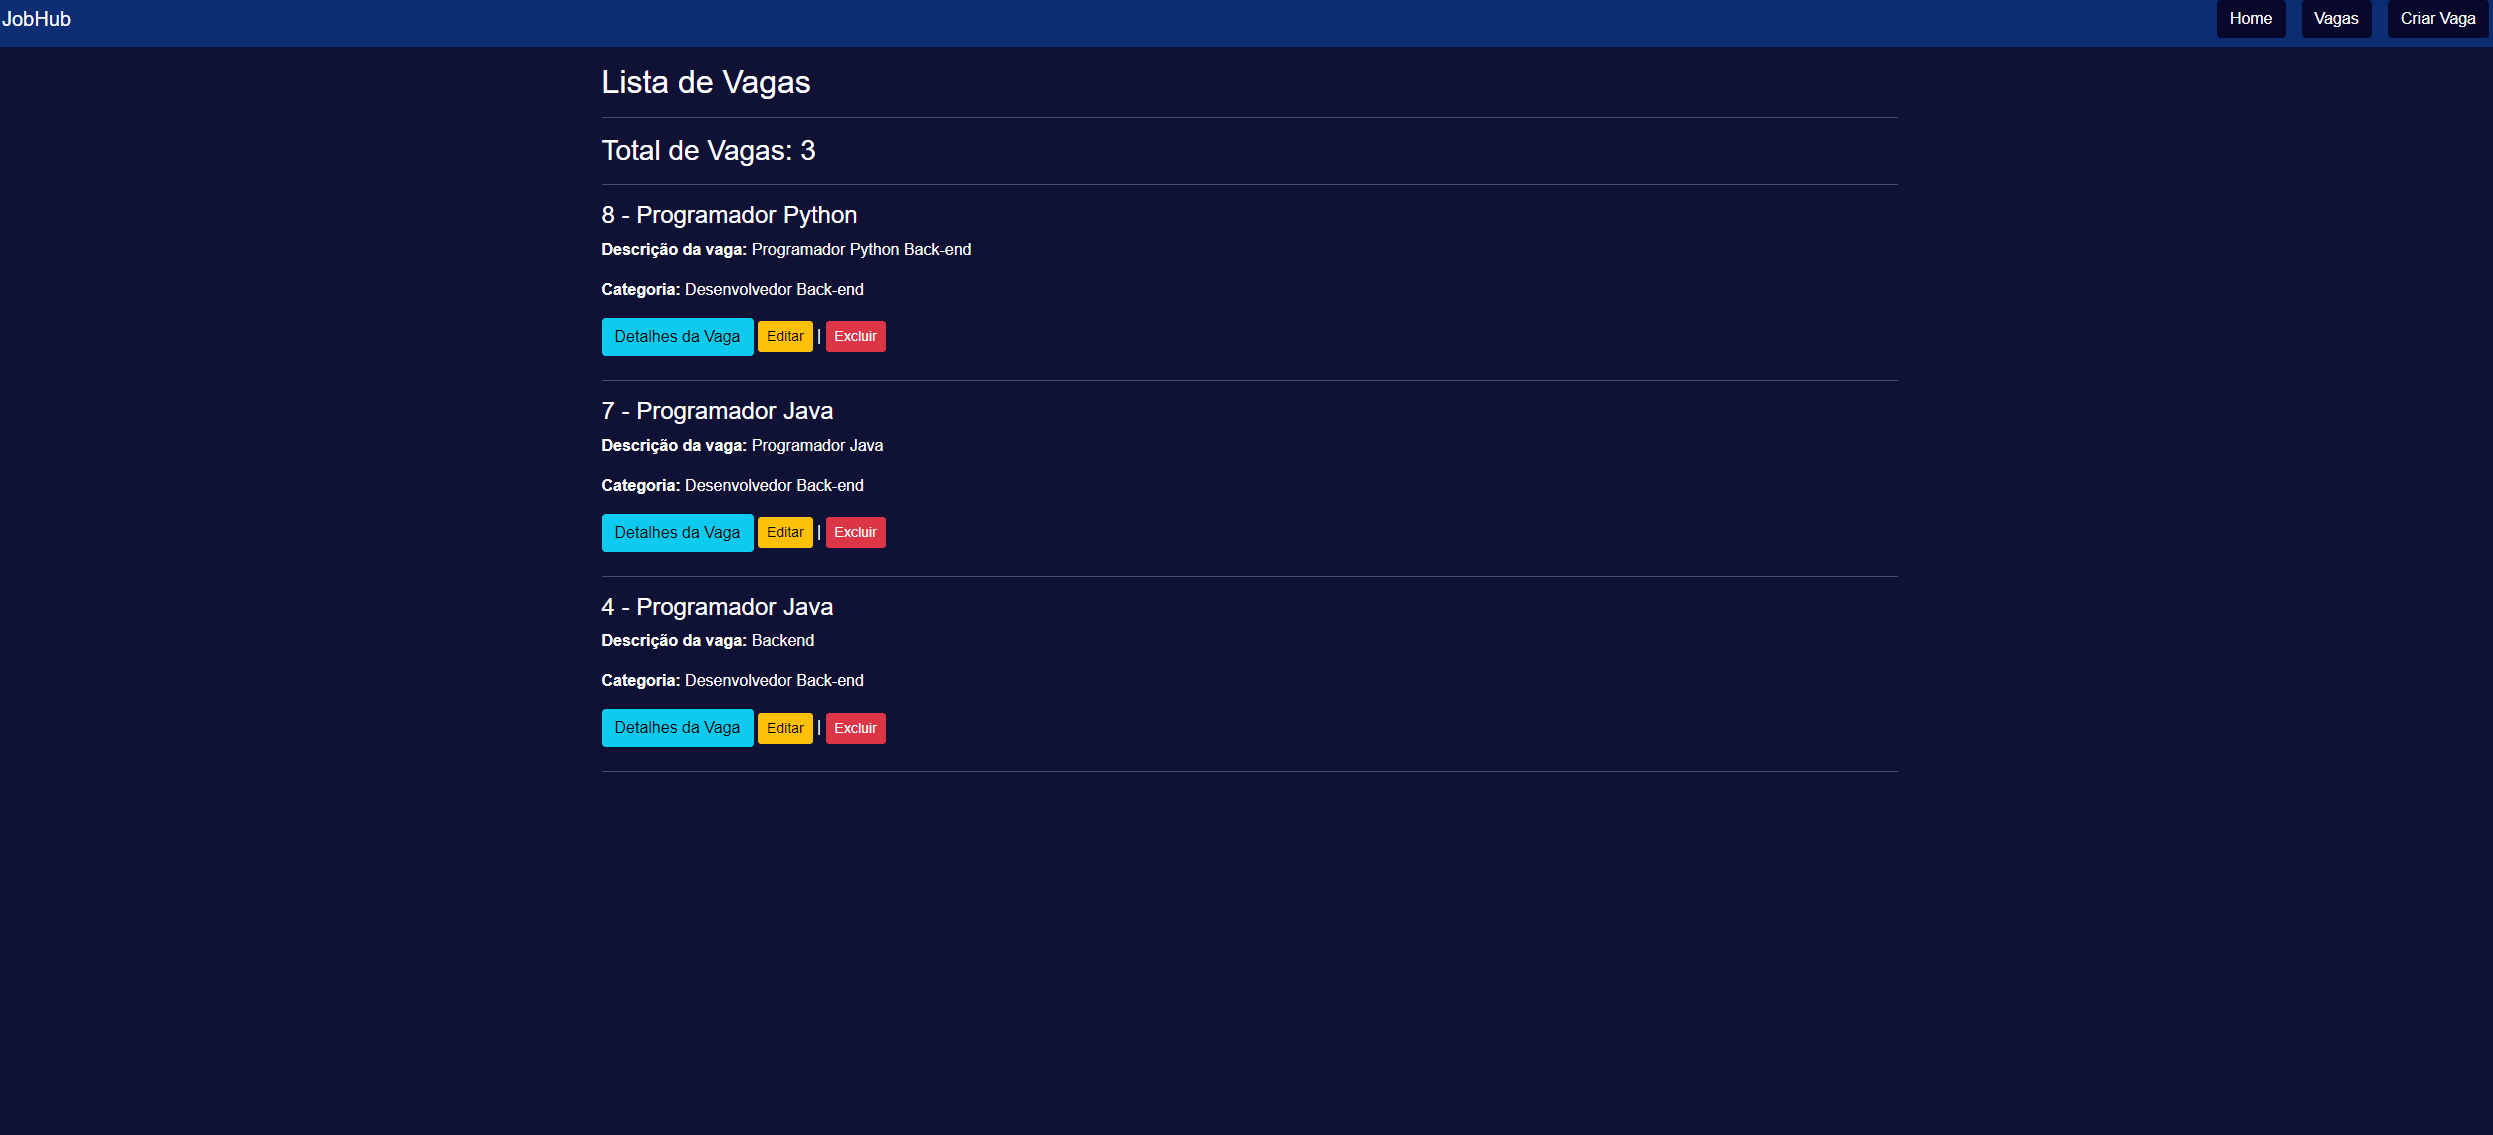 JobHub Home Vagas Criar Vaga
Lista de Vagas
Total de Vagas: 3
8 - Programador Python
Descrição da vaga: Programador Python Back-end
Categoria: Desenvolvedor Back-end
Detalhes da Vaga Editar | Excluir
7 - Programador Java
Descrição da vaga: Programador Java
Categoria: Desenvolvedor Back-end
Detalhes da Vaga Editar | Excluir
4 - Programador Java
Descrição da vaga: Backend
Categoria: Desenvolvedor Back-end
Detalhes da Vaga Editar | Excluir